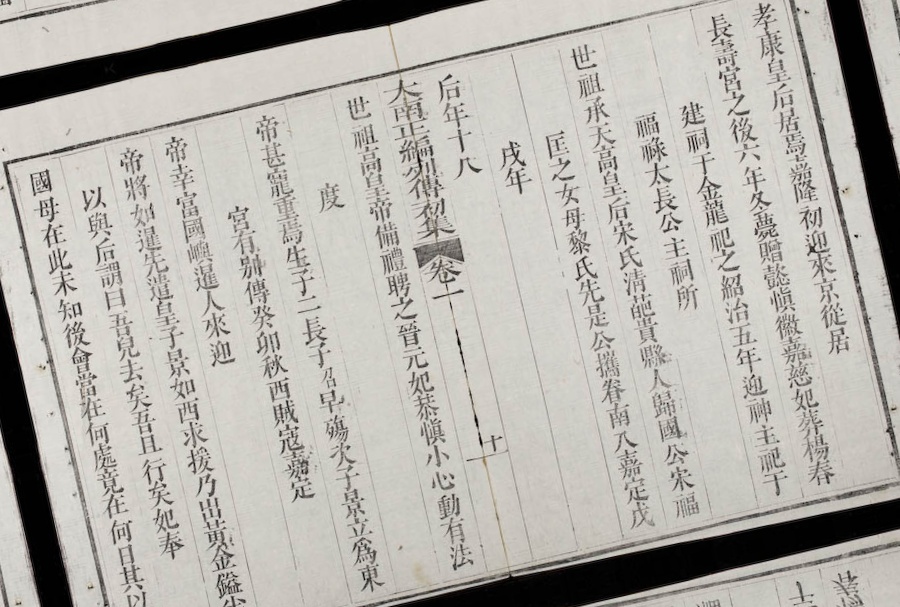 孝康皇后居焉嘉隆初迎來京從居
長壽宮之後六年冬薨贈懿慎徽嘉慈妃葬楊春
建祠于金龍祀之紹治五年迎神主祀于
福祿太長公主祠所
世祖承天高皇后宋氏清葩貴縣人歸國公宋福
匡之女母黎氏先是公攜眷南入嘉定戊
戌年
后年十八
大南正編列傳初集 卷一 十
世祖高皇帝備禮聘之晉元妃恭慎小心動有法
度
帝甚寵重焉生子二長子昭早殤次子景立為東
宮有別傳癸卯秋西賊寇嘉定
帝幸富國嶼暹人來迎
帝將如暹先遣皇子景如西求援乃出黃金鎰半
以與后謂曰吾兒去矣吾且行矣妃奉
國母在此未知後會當在何處竟在何日其以